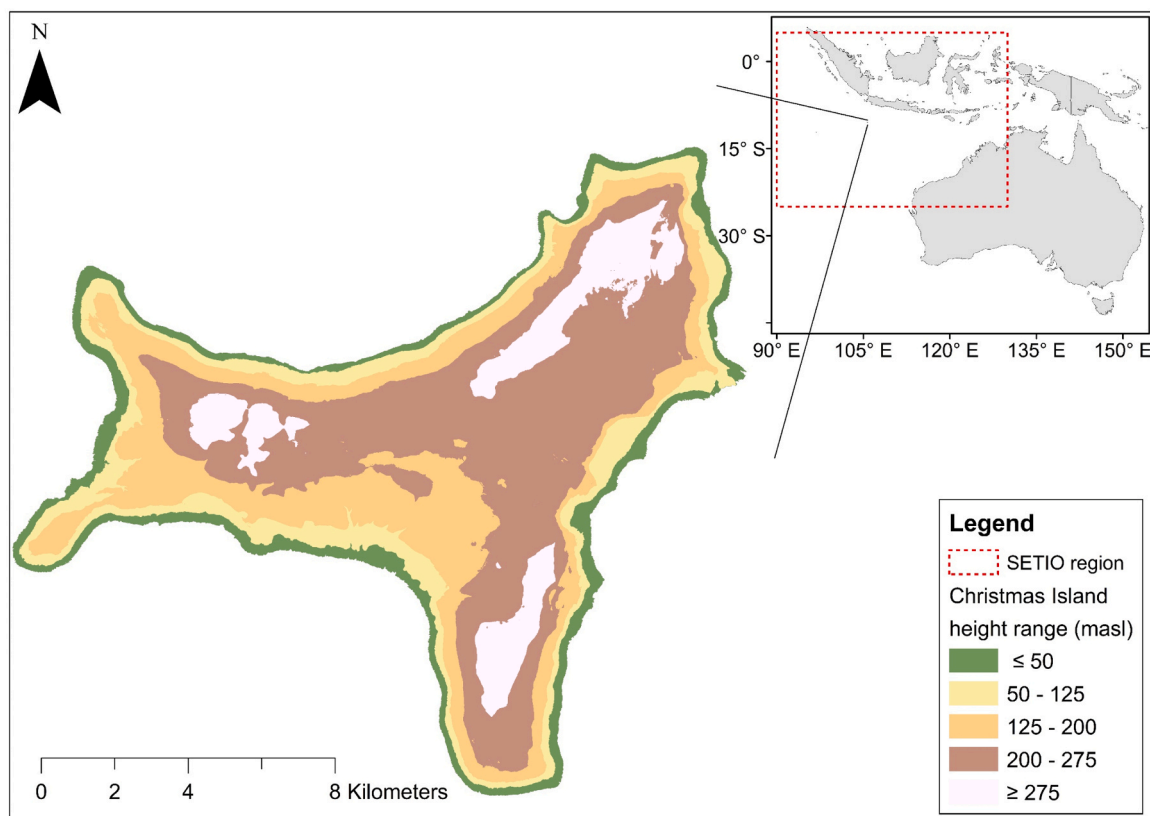 N
0°
15° S
30° S
90° E 105° E 120° E 135° E 150° E
Legend
SETIO region
Christmas Island
height range (masl)
≤ 50
50 - 125
125 - 200
200 - 275
≥ 275
0 2 4 8 Kilometers